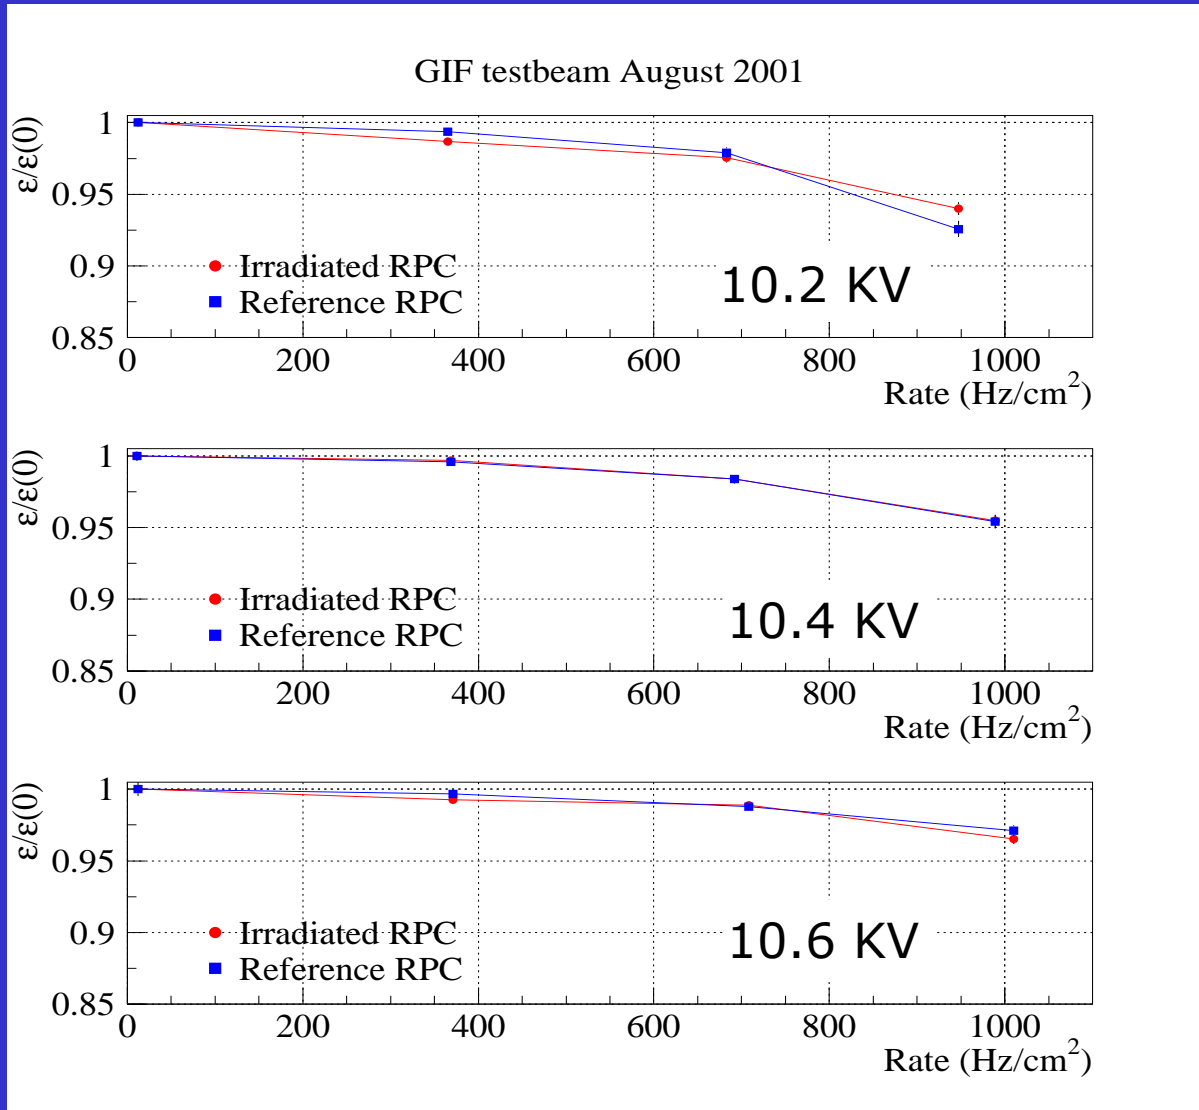 GIF testbeam August 2001
ε/ε(0)
1
0.95
0.9
0.85
Irradiated RPC
Reference RPC
10.2 KV
0 200 400 600 800 1000
Rate (Hz/cm²)
ε/ε(0)
1
0.95
0.9
0.85
Irradiated RPC
Reference RPC
10.4 KV
0 200 400 600 800 1000
Rate (Hz/cm²)
ε/ε(0)
1
0.95
0.9
0.85
Irradiated RPC
Reference RPC
10.6 KV
0 200 400 600 800 1000
Rate (Hz/cm²)